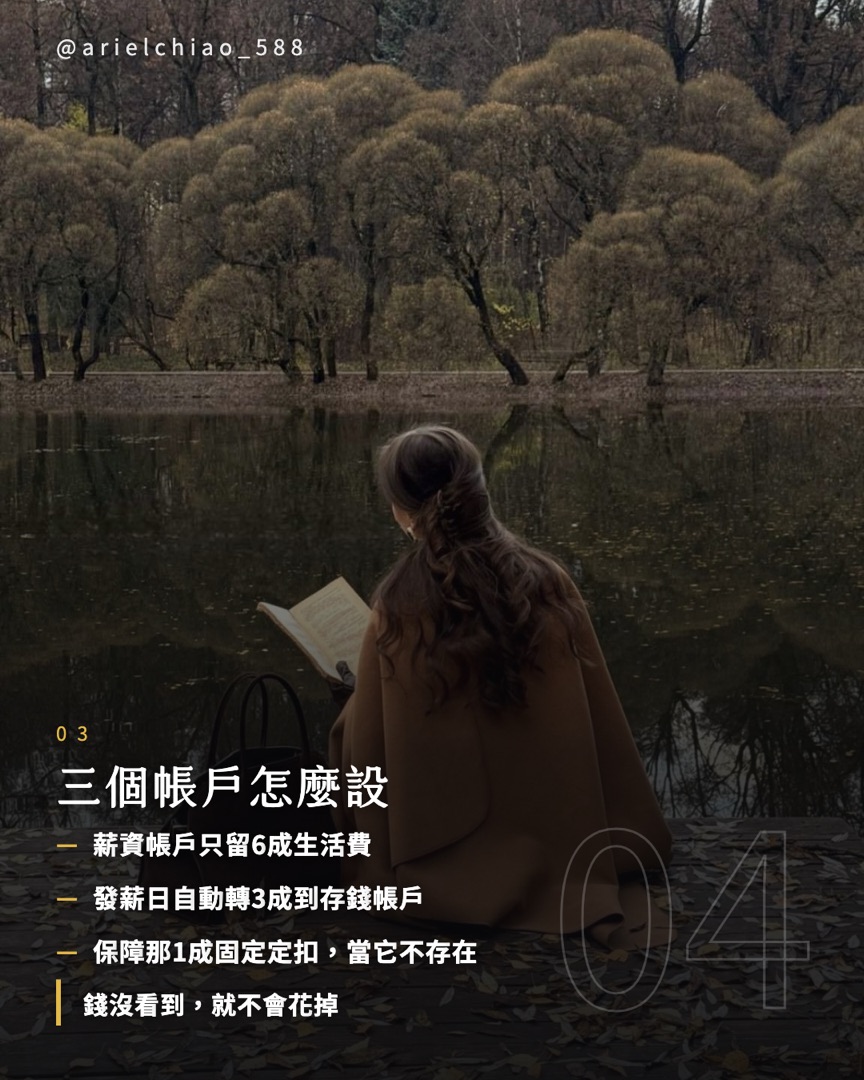 @arielchiao_588
03
三個帳戶怎麼設
— 薪資帳戶只留6成生活費
— 發薪日自動轉3成到存錢帳戶
— 保障那1成固定定扣，當它不存在
錢沒看到，就不會花掉
04